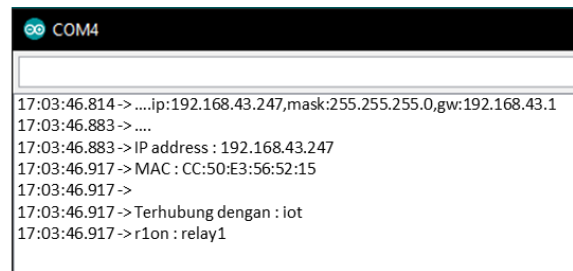 COM4
17:03:46.814 -> ....ip:192.168.43.247,mask:255.255.255.0,gw:192.168.43.1
17:03:46.883 -> ....
17:03:46.883 -> IP address : 192.168.43.247
17:03:46.917 -> MAC : CC:50:E3:56:52:15
17:03:46.917 ->
17:03:46.917 -> Terhubung dengan : iot
17:03:46.917 -> r1on : relay1